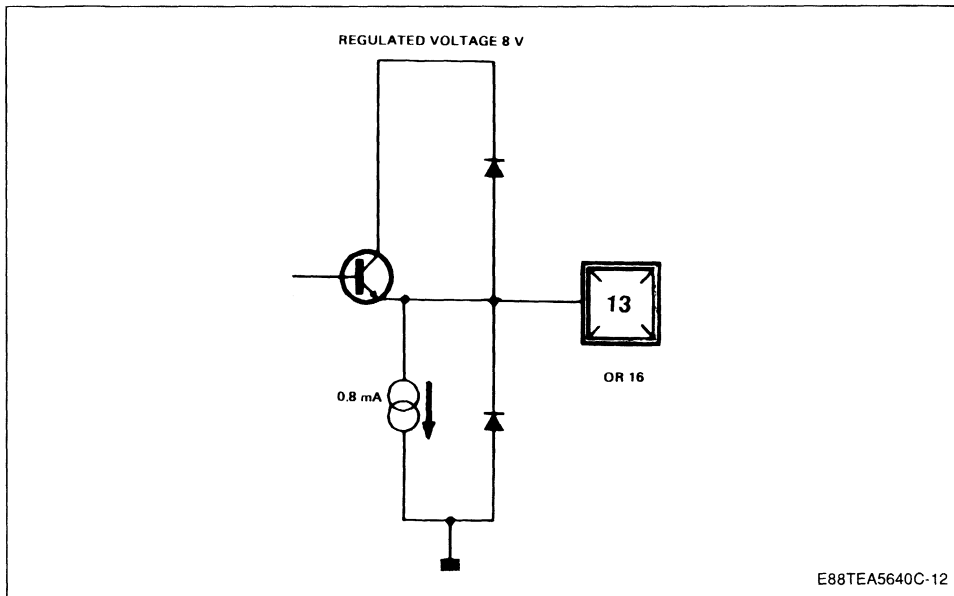 REGULATED VOLTAGE 8 V
13
OR 16
0.8 mA
E88TEA5640C-12